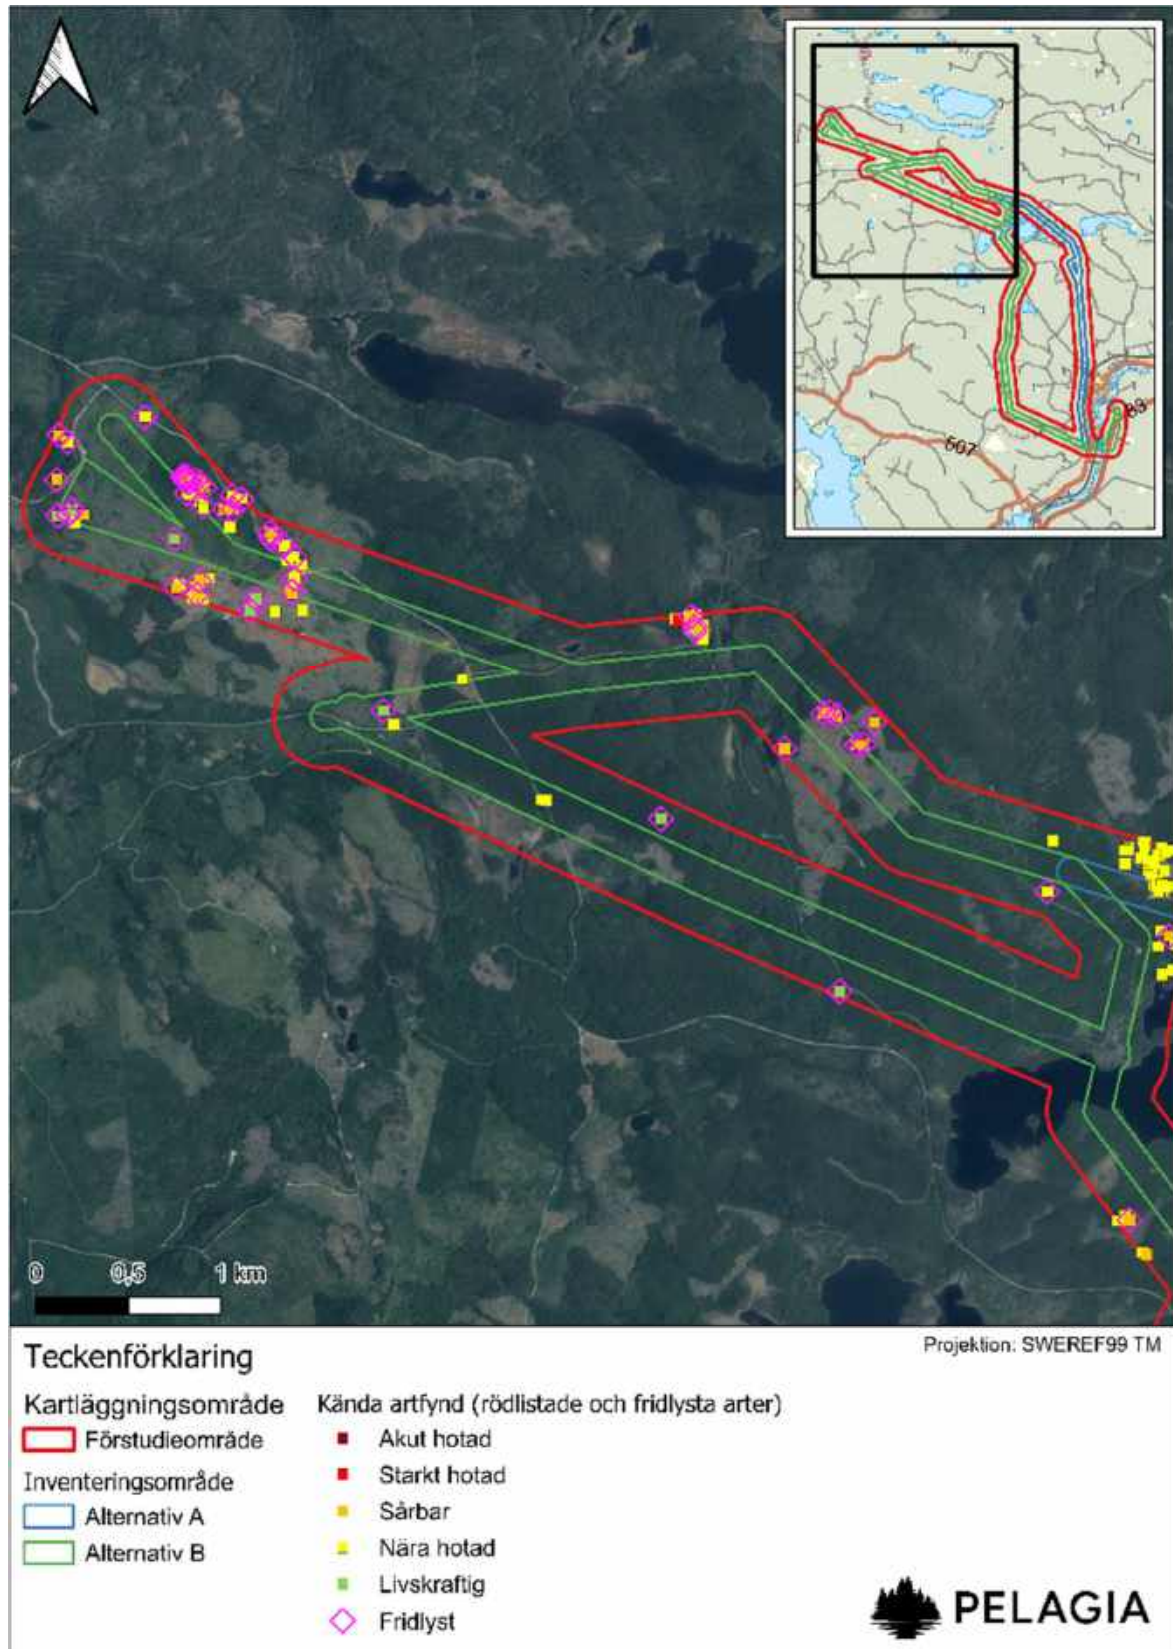 607
83
0 0,5 1 km
Teckenförklaring
Projektion: SWEREF99 TM
Kartläggningsområde
Förstudieområde
Inventeringsområde
Alternativ A
Alternativ B
Kända artfynd (rödlistade och fridlysta arter)
Akut hotad
Starkt hotad
Sårbar
Nära hotad
Livskraftig
Fridlyst
PELAGIA